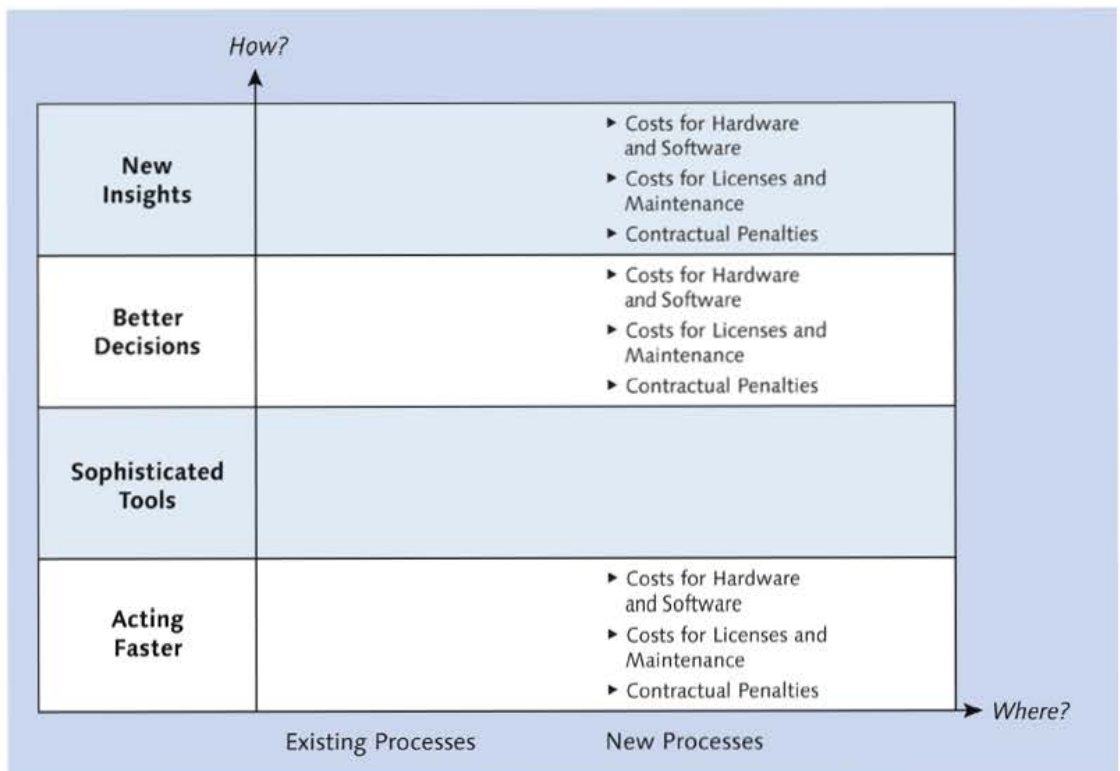 How?
New
Insights
▸ Costs for Hardware
and Software
▸ Costs for Licenses and
Maintenance
▸ Contractual Penalties
Better
Decisions
▸ Costs for Hardware
and Software
▸ Costs for Licenses and
Maintenance
▸ Contractual Penalties
Sophisticated
Tools
Acting
Faster
▸ Costs for Hardware
and Software
▸ Costs for Licenses and
Maintenance
▸ Contractual Penalties
Where?
Existing Processes
New Processes